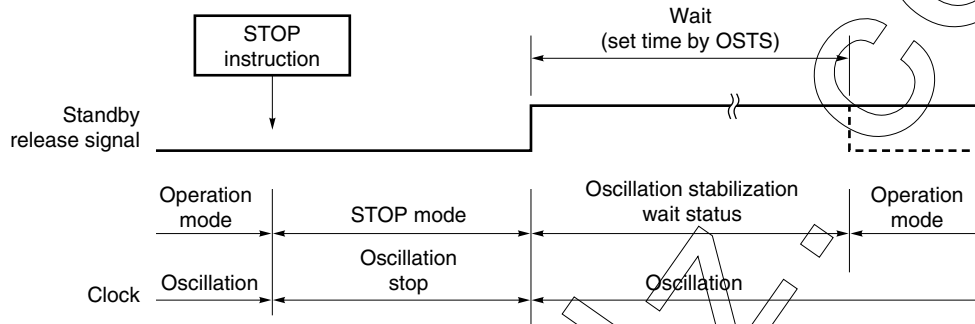 STOP
instruction
Wait
(set time by OSTS)
Standby
release signal
Operation
mode
STOP mode
Oscillation stabilization
wait status
Operation
mode
Clock
Oscillation
Oscillation
stop
Oscillation